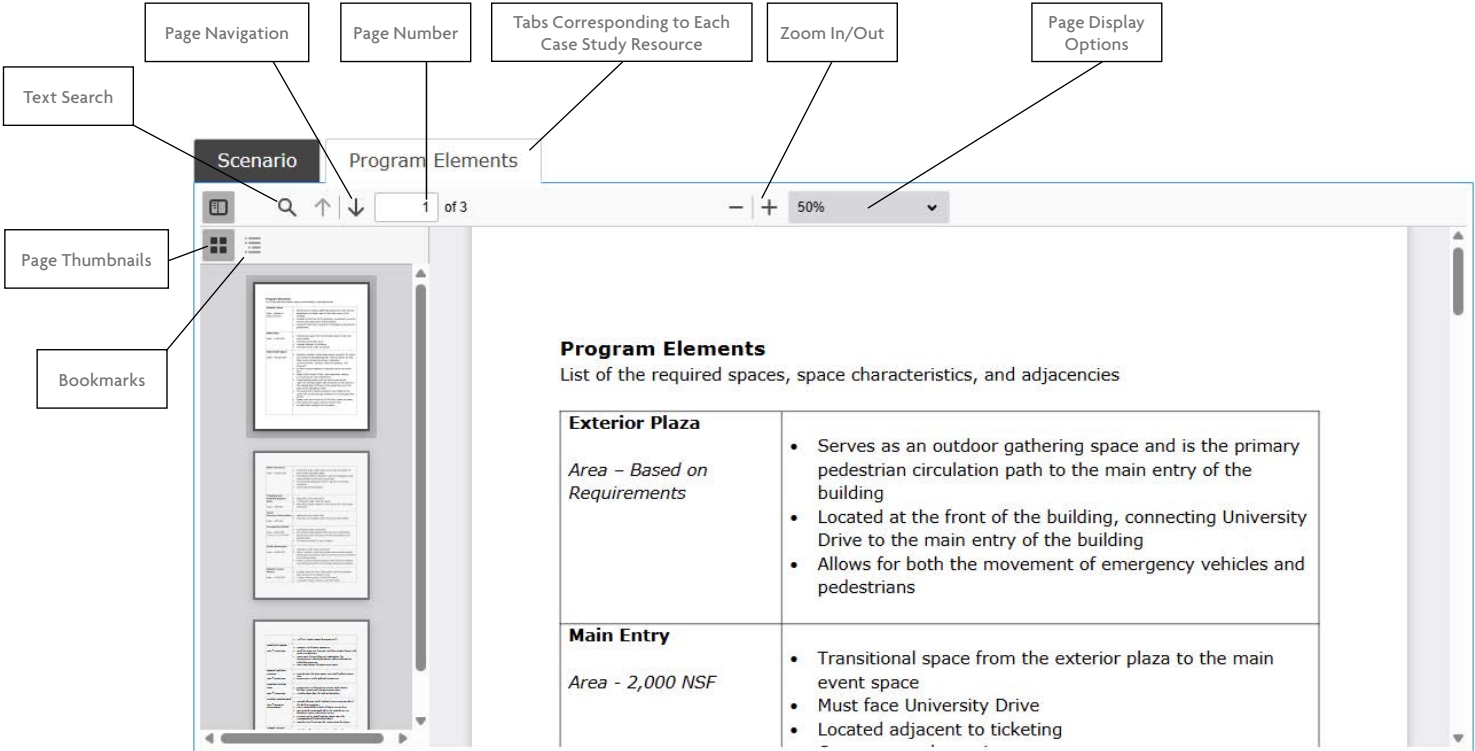 Page Navigation
Page Number
Tabs Corresponding to Each
Case Study Resource
Zoom In/Out
Page Display
Options
Text Search
Scenario
Program Elements
1 of 3
50%
Page Thumbnails
Bookmarks
Program Elements
List of the required spaces, space characteristics, and adjacencies
Exterior Plaza
Area – Based on
Requirements
• Serves as an outdoor gathering space and is the primary
pedestrian circulation path to the main entry of the
building
• Located at the front of the building, connecting University
Drive to the main entry of the building
• Allows for both the movement of emergency vehicles and
pedestrians
Main Entry
Area - 2,000 NSF
• Transitional space from the exterior plaza to the main
event space
• Must face University Drive
• Located adjacent to ticketing